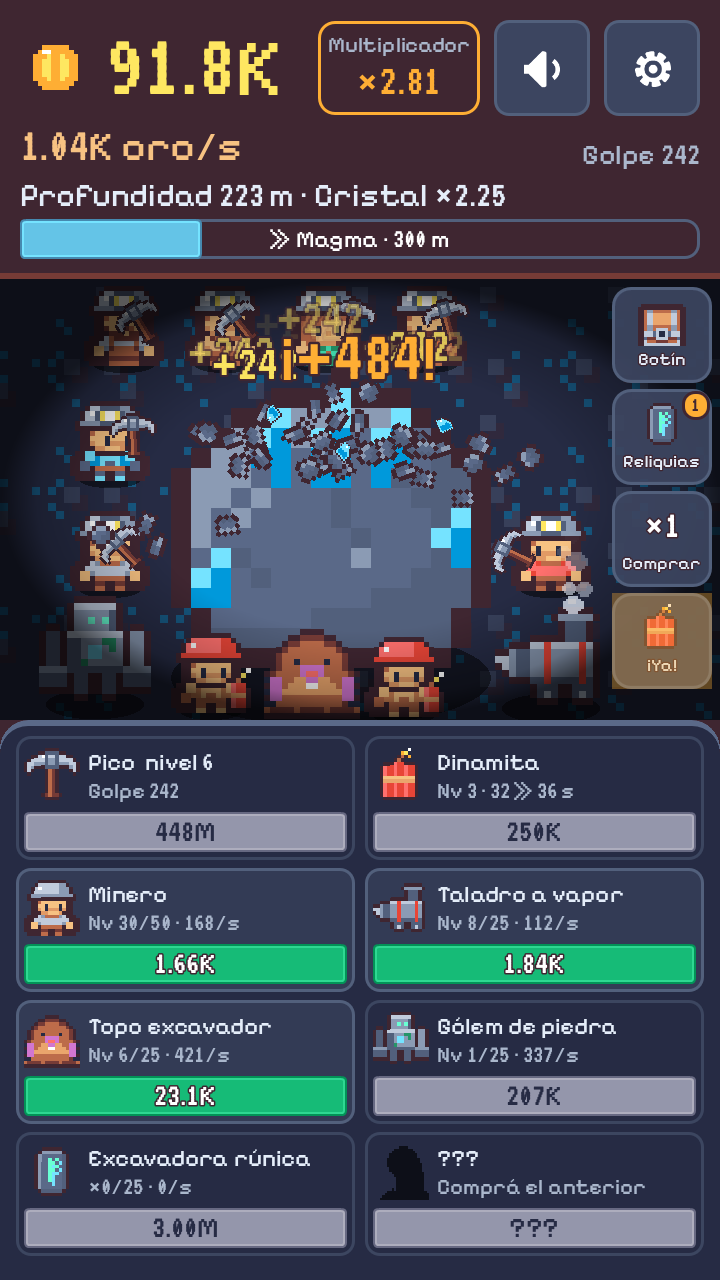 91.8K
Multiplicador
×2.81
1.04K oro/s
Golpe 242
Profundidad 223 m · Cristal ×2.25
Magma · 300 m
+242
¡+484!
Botín
1
Reliquias
×1
Comprar
¡Ya!
Pico nivel 6
Golpe 242
448M
Dinamita
Nv 3 · 32 » 36 s
250K
Minero
Nv 30/50 · 168/s
1.66K
Taladro a vapor
Nv 8/25 · 112/s
1.84K
Topo excavador
Nv 6/25 · 421/s
23.1K
Gólem de piedra
Nv 1/25 · 337/s
207K
Excavadora rúnica
×0/25 · 0/s
3.00M
???
Comprá el anterior
???